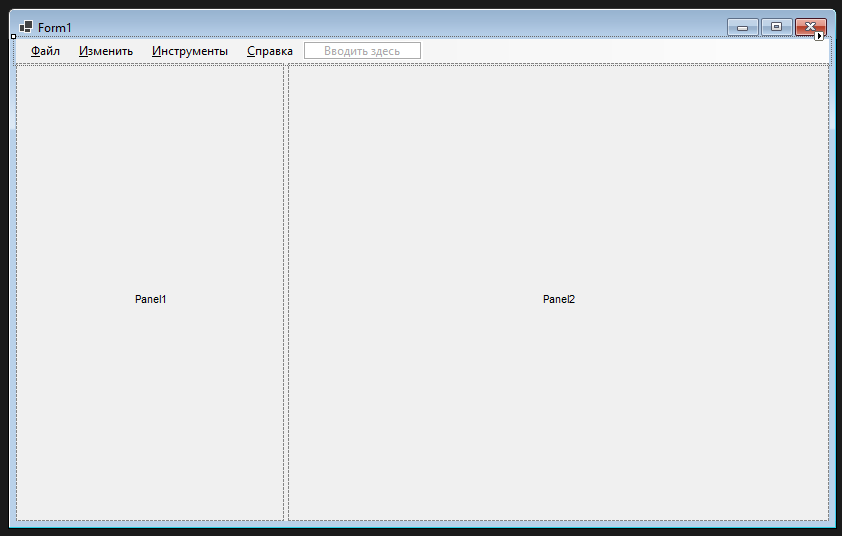 Form1
Файл Изменить Инструменты Справка Вводить здесь
Panel1 Panel2